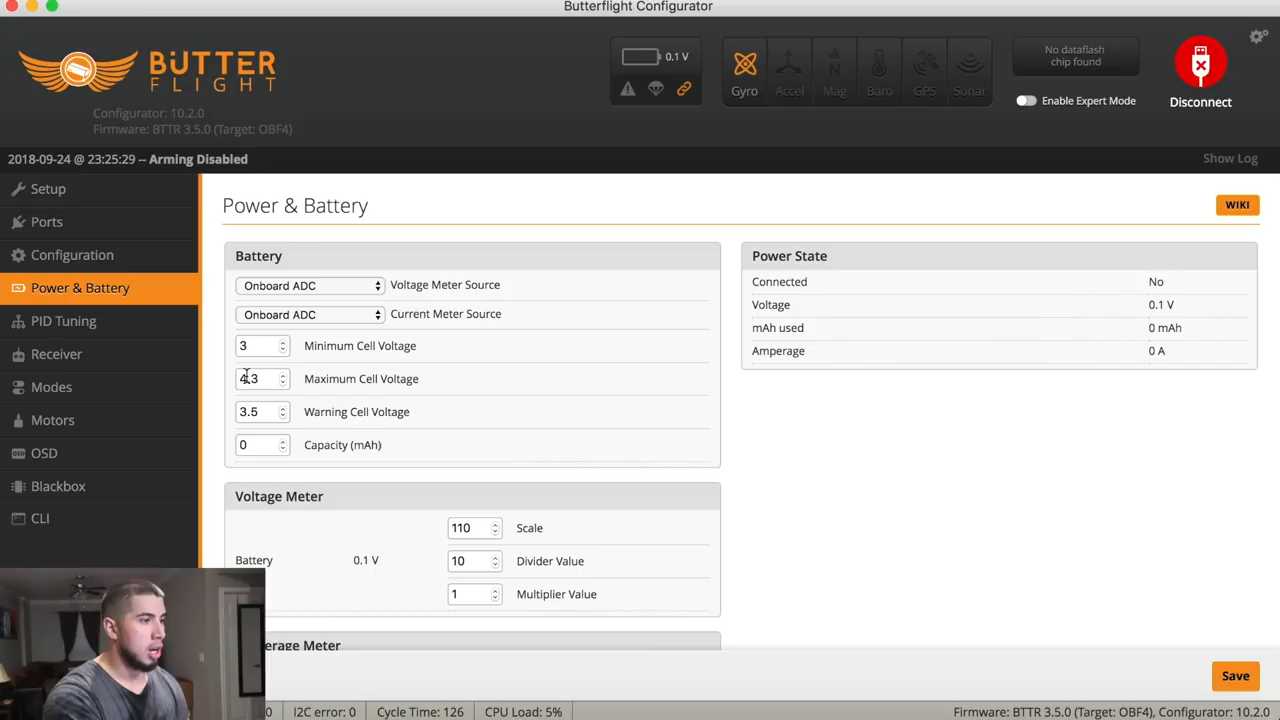 Butterflight Configurator
BUTTER
FLIGHT
Configurator: 10.2.0
Firmware: BTTR 3.5.0 (Target: OBF4)
0.1 V
Gyro
Accel
Mag
Baro
GPS
Sonar
No dataflash
chip found
Enable Expert Mode
Disconnect
2018-09-24 @ 23:25:29 -- Arming Disabled
Show Log
Setup
Ports
Configuration
Power & Battery
PID Tuning
Receiver
Modes
Motors
OSD
Blackbox
CLI
Power & Battery
WIKI
Battery
Onboard ADC Voltage Meter Source
Onboard ADC Current Meter Source
3 Minimum Cell Voltage
4.3 Maximum Cell Voltage
3.5 Warning Cell Voltage
0 Capacity (mAh)
Power State
Connected No
Voltage 0.1 V
mAh used 0 mAh
Amperage 0 A
Voltage Meter
110 Scale
Battery 0.1 V 10 Divider Value
1 Multiplier Value
erage Meter
Save
0 I2C error: 0 Cycle Time: 126 CPU Load: 5%
Firmware: BTTR 3.5.0 (Target: OBF4), Configurator: 10.2.0